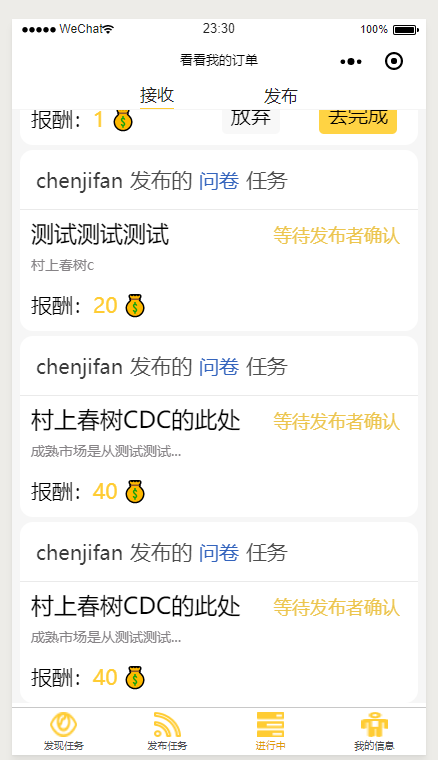 WeChat 23:30 100%
看看我的订单
接收 发布
报酬：1 放弃 去完成
chenjifan 发布的 问卷 任务
测试测试测试 等待发布者确认
村上春树c
报酬：20
chenjifan 发布的 问卷 任务
村上春树CDC的此处 等待发布者确认
成熟市场是从测试测试...
报酬：40
chenjifan 发布的 问卷 任务
村上春树CDC的此处 等待发布者确认
成熟市场是从测试测试...
报酬：40
发现任务 发布任务 进行中 我的信息